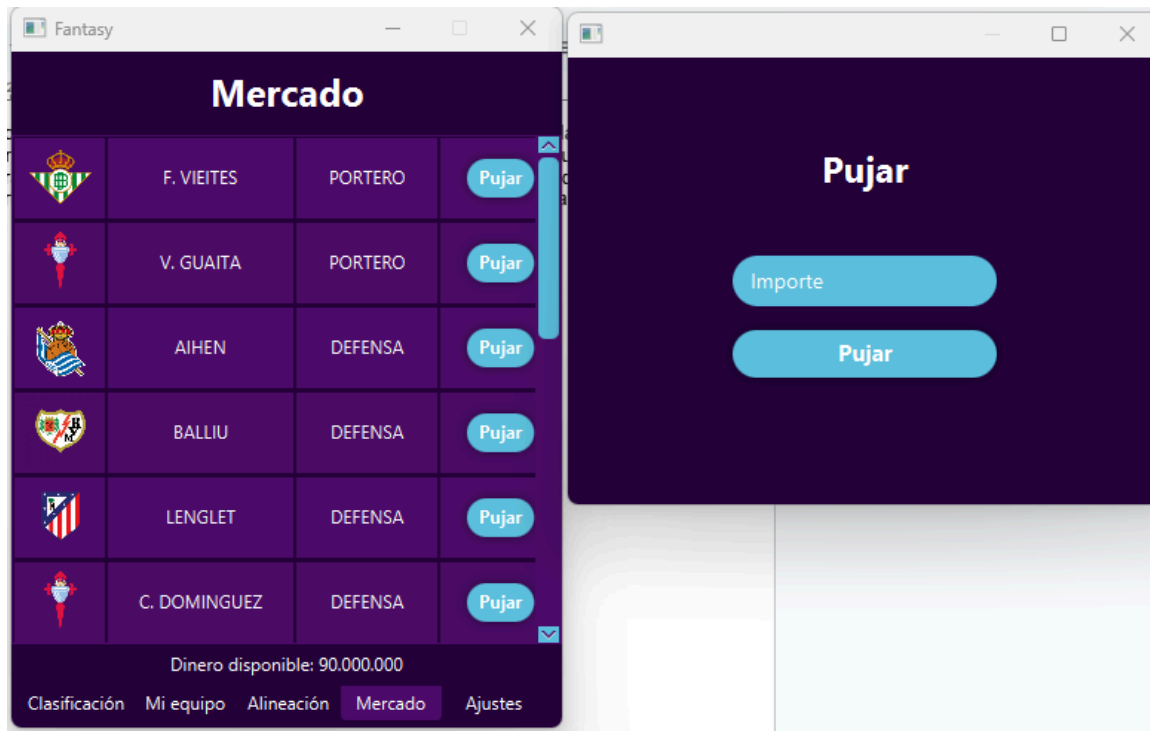 Fantasy
Mercado
F. VIEITES PORTERO Pujar
V. GUAITA PORTERO Pujar
AIHEN DEFENSA Pujar
BALLIU DEFENSA Pujar
LENGLET DEFENSA Pujar
C. DOMINGUEZ DEFENSA Pujar
Dinero disponible: 90.000.000
Clasificación Mi equipo Alineación Mercado Ajustes
Pujar
Importe
Pujar